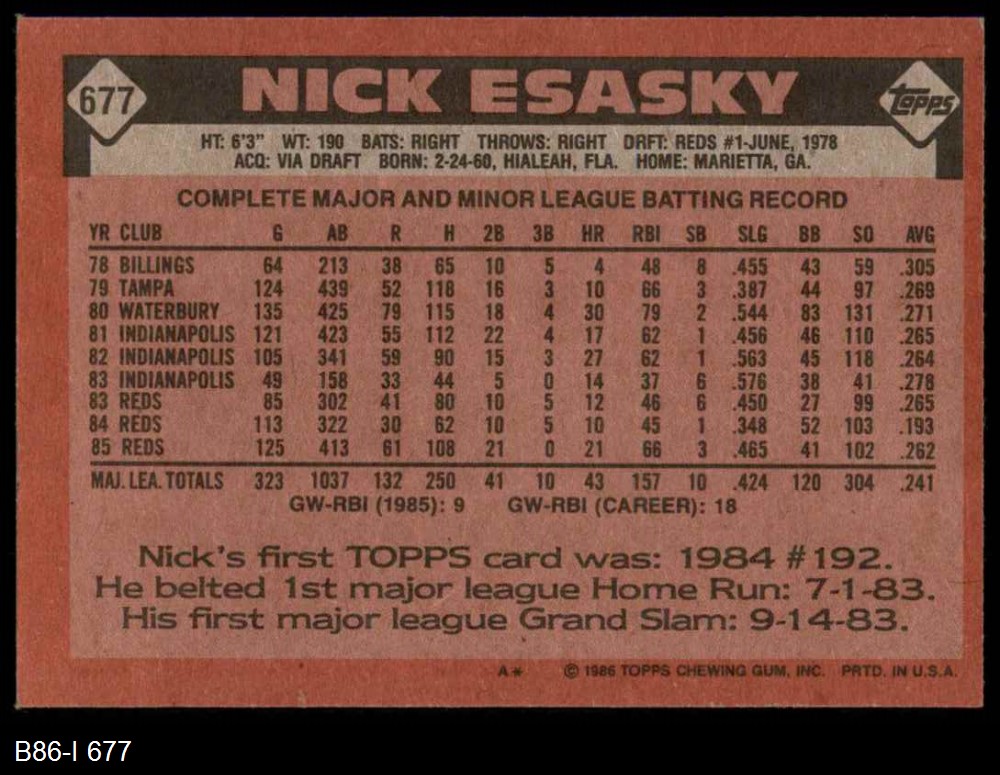 677
NICK ESASKY
Topps
HT: 6'3" WT: 190 BATS: RIGHT THROWS: RIGHT DRFT: REDS #1-JUNE, 1978
ACQ: VIA DRAFT BORN: 2-24-60, HIALEAH, FLA. HOME: MARIETTA, GA.
COMPLETE MAJOR AND MINOR LEAGUE BATTING RECORD
YR CLUB G AB R H 2B 3B HR RBI SB SLG BB SO AVG
78 BILLINGS 64 213 38 65 10 5 4 48 8 .455 43 59 .305
79 TAMPA 124 439 52 118 16 3 10 66 3 .387 44 97 .269
80 WATERBURY 135 425 79 115 18 4 30 79 2 .544 83 131 .271
81 INDIANAPOLIS 121 423 55 112 22 4 17 62 1 .456 46 110 .265
82 INDIANAPOLIS 105 341 59 90 15 3 27 62 1 .563 45 118 .264
83 INDIANAPOLIS 49 158 33 44 5 0 14 37 6 .576 38 41 .278
83 REDS 85 302 41 80 10 5 12 46 6 .450 27 99 .265
84 REDS 113 322 30 62 10 5 10 45 1 .348 52 103 .193
85 REDS 125 413 61 108 21 0 21 66 3 .465 41 102 .262
MAJ. LEA. TOTALS 323 1037 132 250 41 10 43 157 10 .424 120 304 .241
GW-RBI (1985): 9 GW-RBI (CAREER): 18
Nick's first TOPPS card was: 1984 #192.
He belted 1st major league Home Run: 7-1-83.
His first major league Grand Slam: 9-14-83.
A* © 1986 TOPPS CHEWING GUM, INC. PRTD. IN U.S.A.
B86-I 677